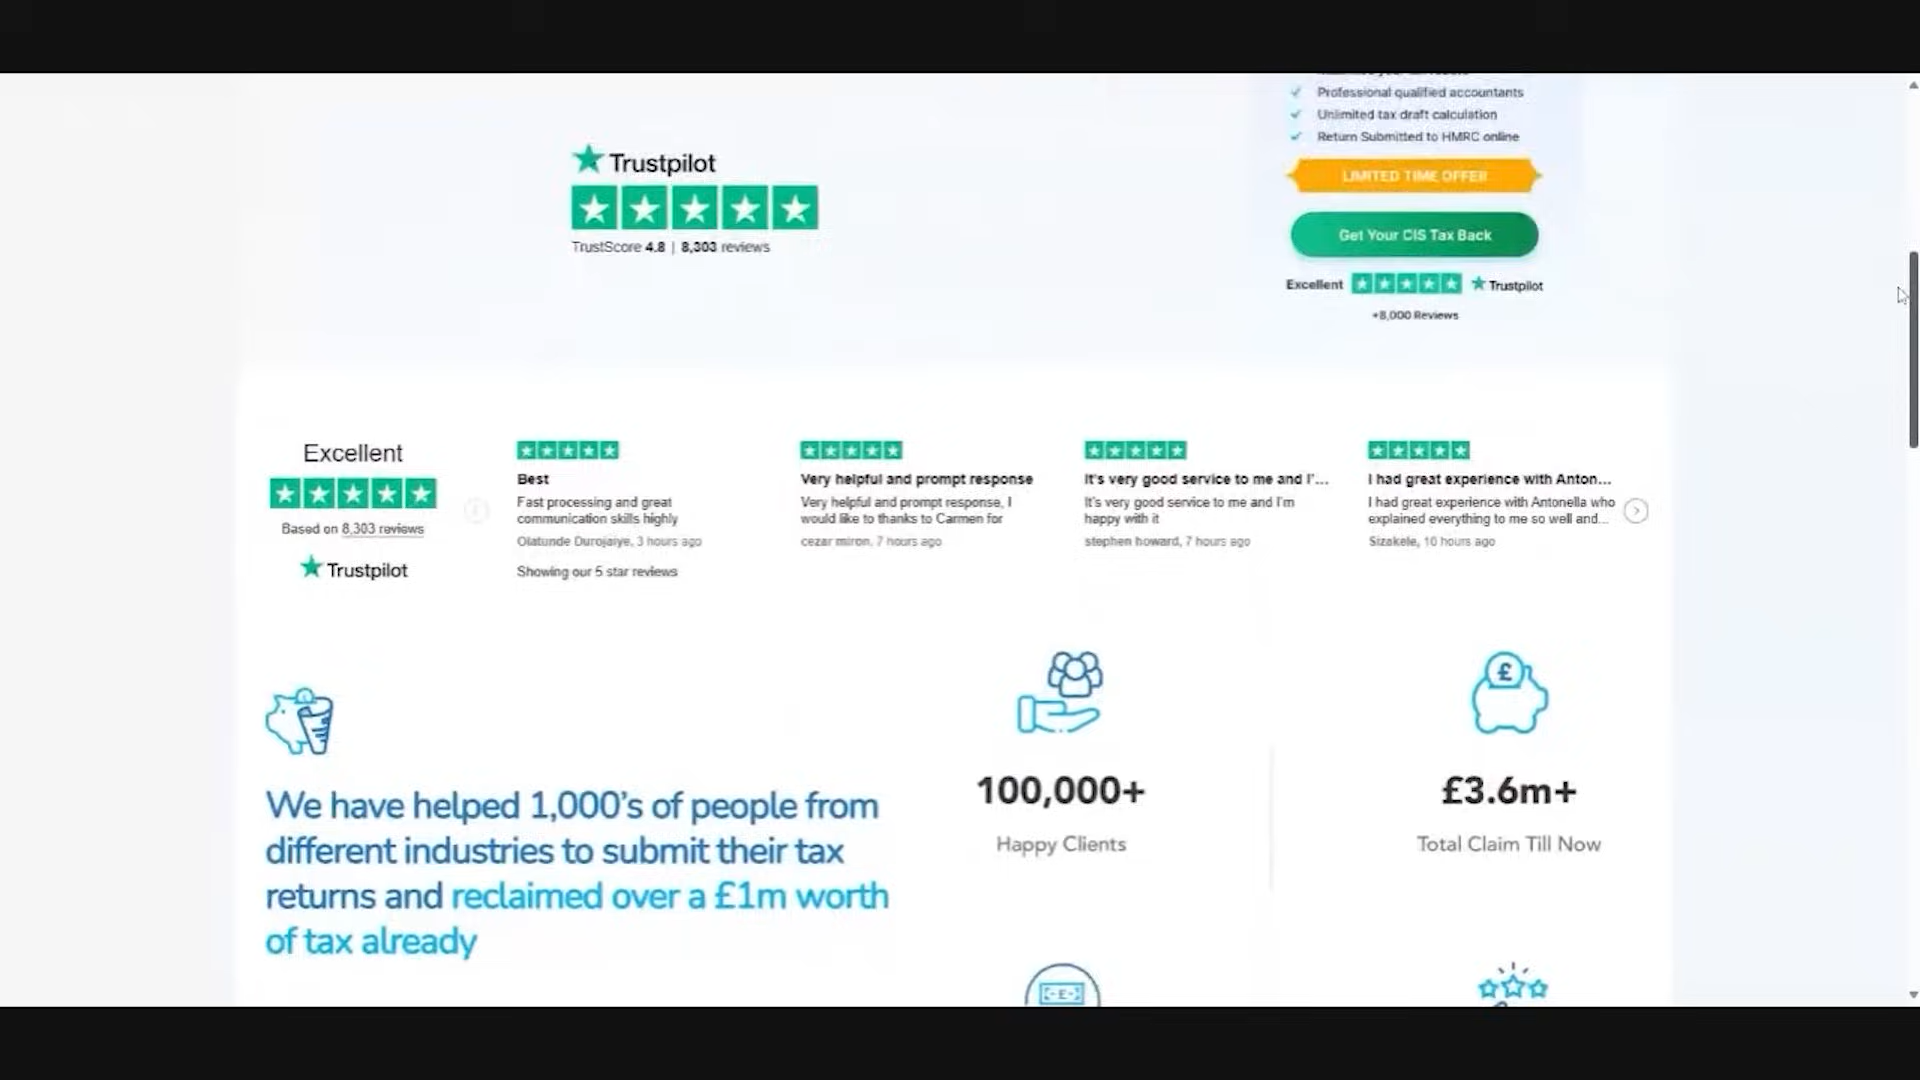 Professional qualified accountants
Unlimited tax draft calculation
Return Submitted to HMRC online
LIMITED TIME OFFER
Get Your CIS Tax Back
Excellent
Trustpilot
+8,000 Reviews
Trustpilot
TrustScore 4.8 | 8,303 reviews
Excellent
Based on 8,303 reviews
Trustpilot
Best
Fast processing and great
communication skills highly
Olatunde Durojaiye, 3 hours ago
Showing our 5 star reviews
Very helpful and prompt response
Very helpful and prompt response, I
would like to thanks to Carmen for
cezar miron, 7 hours ago
It's very good service to me and I'...
It's very good service to me and I'm
happy with it
stephen howard, 7 hours ago
I had great experience with Anton...
I had great experience with Antonella who
explained everything to me so well and...
Sizakele, 10 hours ago
We have helped 1,000's of people from
different industries to submit their tax
returns and reclaimed over a £1m worth
of tax already
100,000+
Happy Clients
£3.6m+
Total Claim Till Now